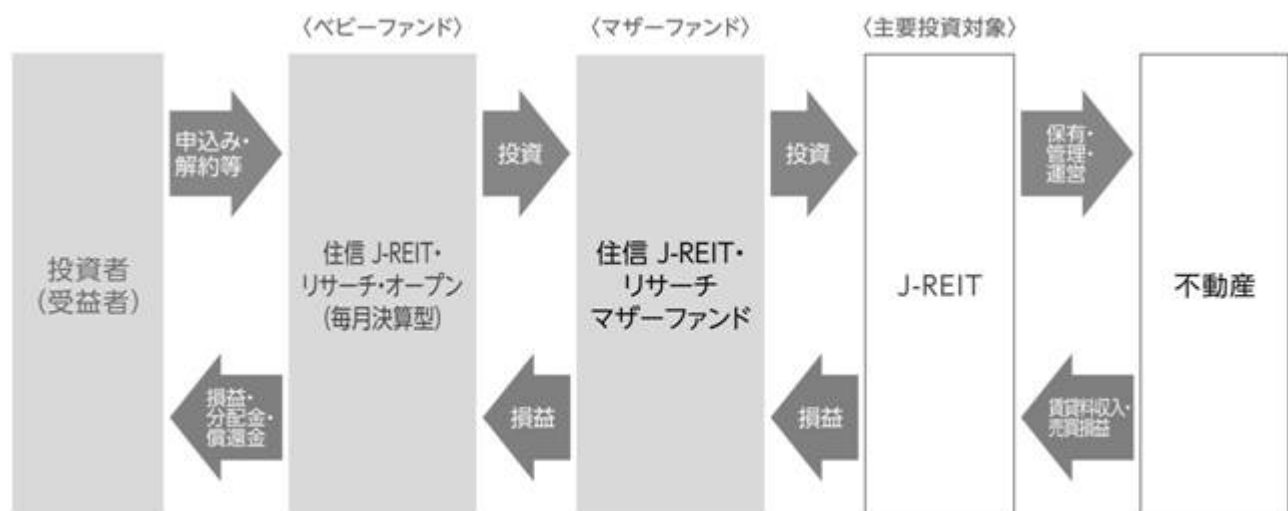 〈ベビーファンド〉
〈マザーファンド〉
〈主要投資対象〉
投資者
(受益者)
申込み・
解約等
損益・
分配金・
償還金
住信 J-REIT・
リサーチ・オープン
(毎月決算型)
投資
損益
住信 J-REIT・
リサーチ
マザーファンド
投資
損益
J-REIT
保有・
管理・
運営
賃貸料収入・
売買損益
不動産